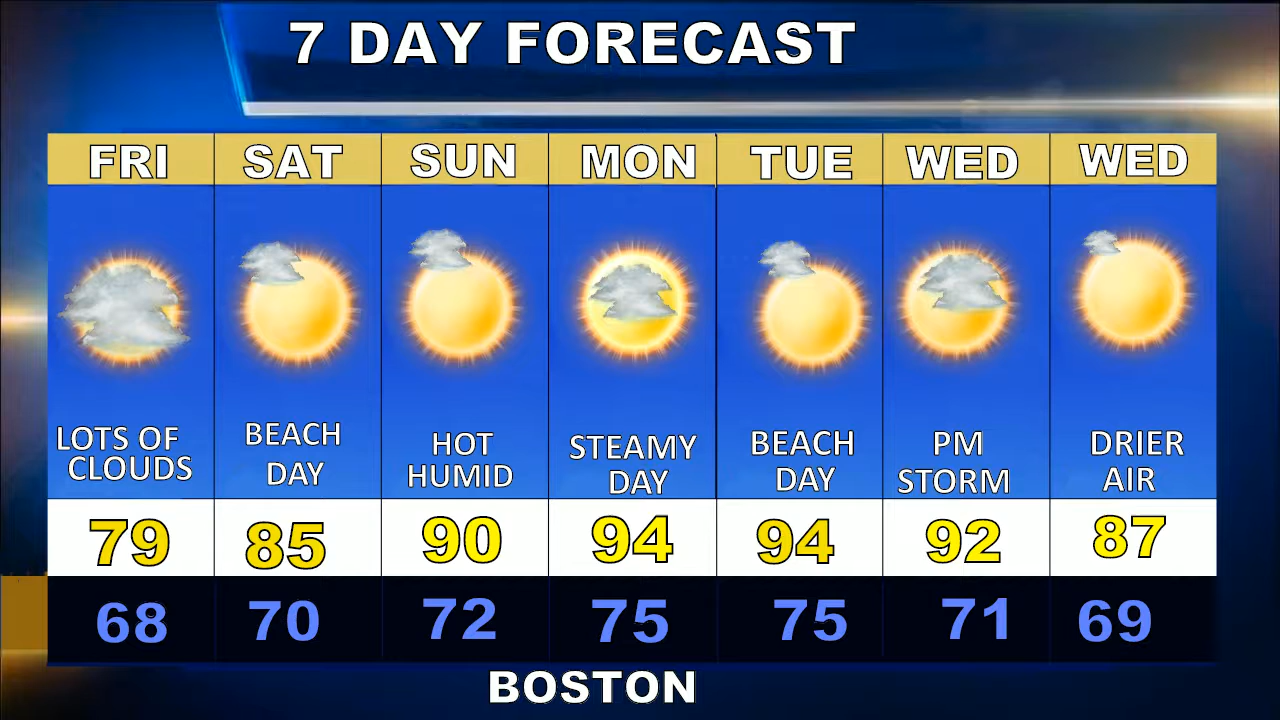 7 DAY FORECAST
FRI SAT SUN MON TUE WED WED
LOTS OF CLOUDS
BEACH DAY
HOT HUMID
STEAMY DAY
BEACH DAY
PM STORM
DRIER AIR
79 85 90 94 94 92 87
68 70 72 75 75 71 69
BOSTON